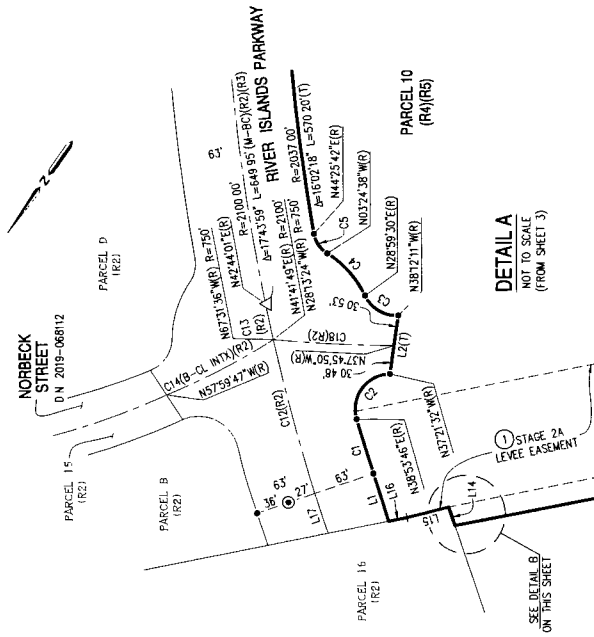 NORBECK
STREET
D N 2019-068112
PARCEL D
(R2)
PARCEL 15
(R2)
PARCEL B
(R2)
PARCEL 16
(R2)
63'
R=2037 00'
Δ=16°02'18" L=570 20'(T)
RIVER ISLANDS PARKWAY
Δ=17°43'59" L=649 95'(M-BC)(R2)(R3)
R=2100 00'
N42°44'01"E(R)
N67°31'36"W(R) R=750'
C13
(R2)
N41°41'49"E(R) R=2100'
N28°13'24"W(R) R=750'
C14(B-CL INTX)(R2)
N57°59'47"W(R)
C12(R2)
C18(R2)
N37°45'50"W(R)
30 53'
30 48'
L2(T)
PARCEL 10
(R4)(R5)
N44°25'42"E(R)
C5
N03°24'38"W(R)
C4
N28°59'30"E(R)
C3
N38°12'11"W(R)
C2
N37°21'32"W(R)
C1
N38°53'46"E(R)
63'
63'
36'
27'
L17
L1
L16
L15
L14
1 STAGE 2A
LEVEE EASEMENT
SEE DETAIL B
ON THIS SHEET
DETAIL A
NOT TO SCALE
(FROM SHEET 3)
N